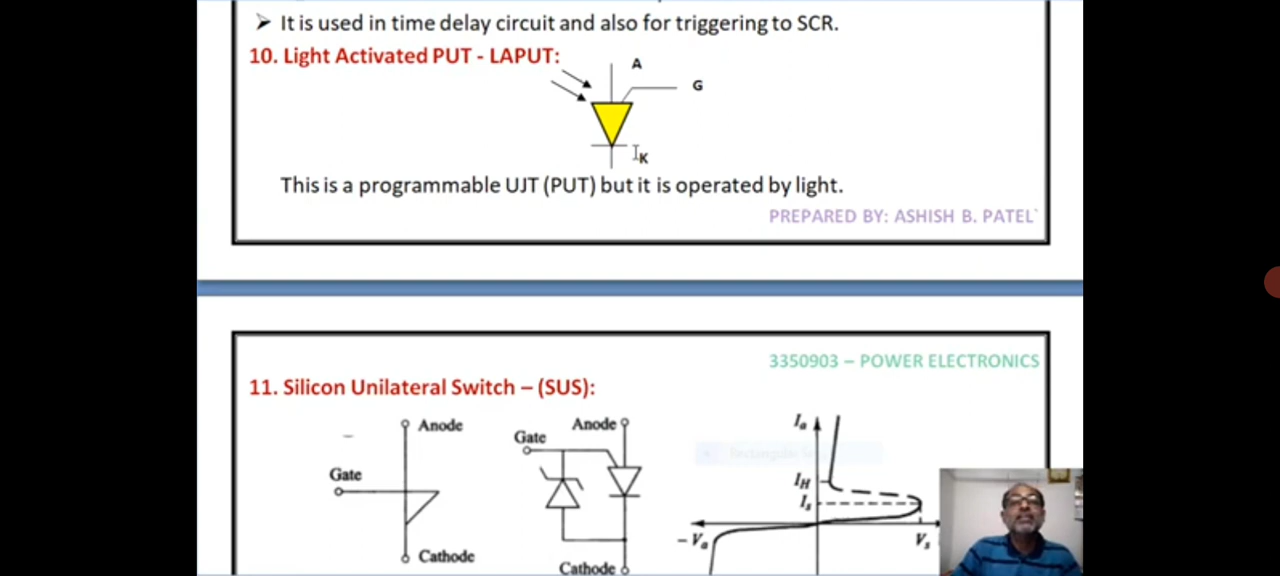 ➤ It is used in time delay circuit and also for triggering to SCR.
10. Light Activated PUT - LAPUT:
A
G
K
This is a programmable UJT (PUT) but it is operated by light.
PREPARED BY: ASHISH B. PATEL`
3350903 – POWER ELECTRONICS
11. Silicon Unilateral Switch – (SUS):
Anode
Gate
Cathode
Anode
Gate
Cathode
Ia
IH
Is
– Va
Vs